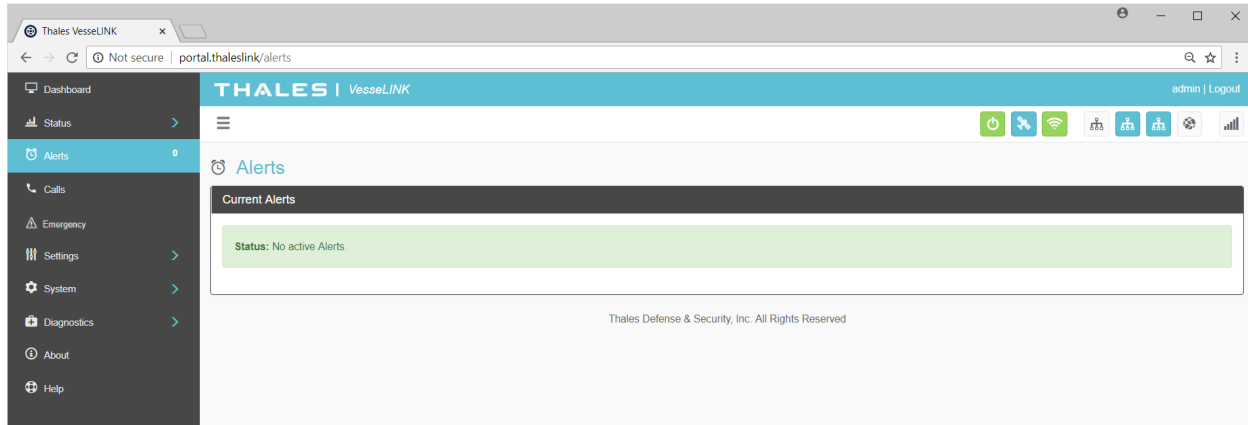 Thales VesseLINK
Not secure | portal.thaleslink/alerts
Dashboard
THALES | VesseLINK
admin | Logout
Status
Alerts 0
Alerts
Calls
Current Alerts
Emergency
Status: No active Alerts.
Settings
System
Thales Defense & Security, Inc. All Rights Reserved
Diagnostics
About
Help